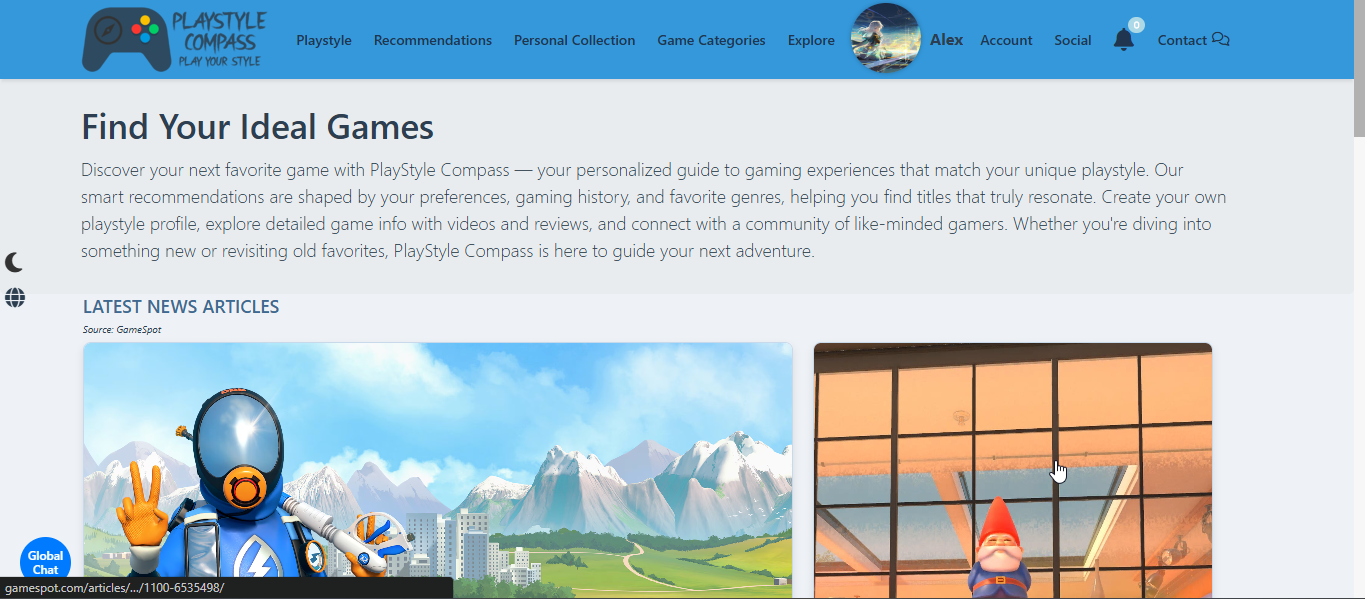 PLAYSTYLE
COMPASS
PLAY YOUR STYLE
Playstyle
Recommendations
Personal Collection
Game Categories
Explore
Alex
Account
Social
0
Contact
Find Your Ideal Games
Discover your next favorite game with PlayStyle Compass — your personalized guide to gaming experiences that match your unique playstyle. Our
smart recommendations are shaped by your preferences, gaming history, and favorite genres, helping you find titles that truly resonate. Create your own
playstyle profile, explore detailed game info with videos and reviews, and connect with a community of like-minded gamers. Whether you're diving into
something new or revisiting old favorites, PlayStyle Compass is here to guide your next adventure.
LATEST NEWS ARTICLES
Source: GameSpot
Global
Chat
gamespot.com/articles/.../1100-6535498/